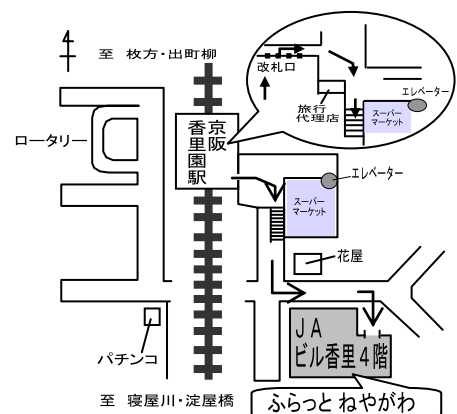 至 枚方・出町柳
改札口
エレベーター
旅行
代理店
スーパー
マーケット
ロータリー
京阪
香里園駅
エレベーター
スーパー
マーケット
花屋
パチンコ
JA
ビル香里4階
至 寝屋川・淀屋橋
ふらっと ねやがわ